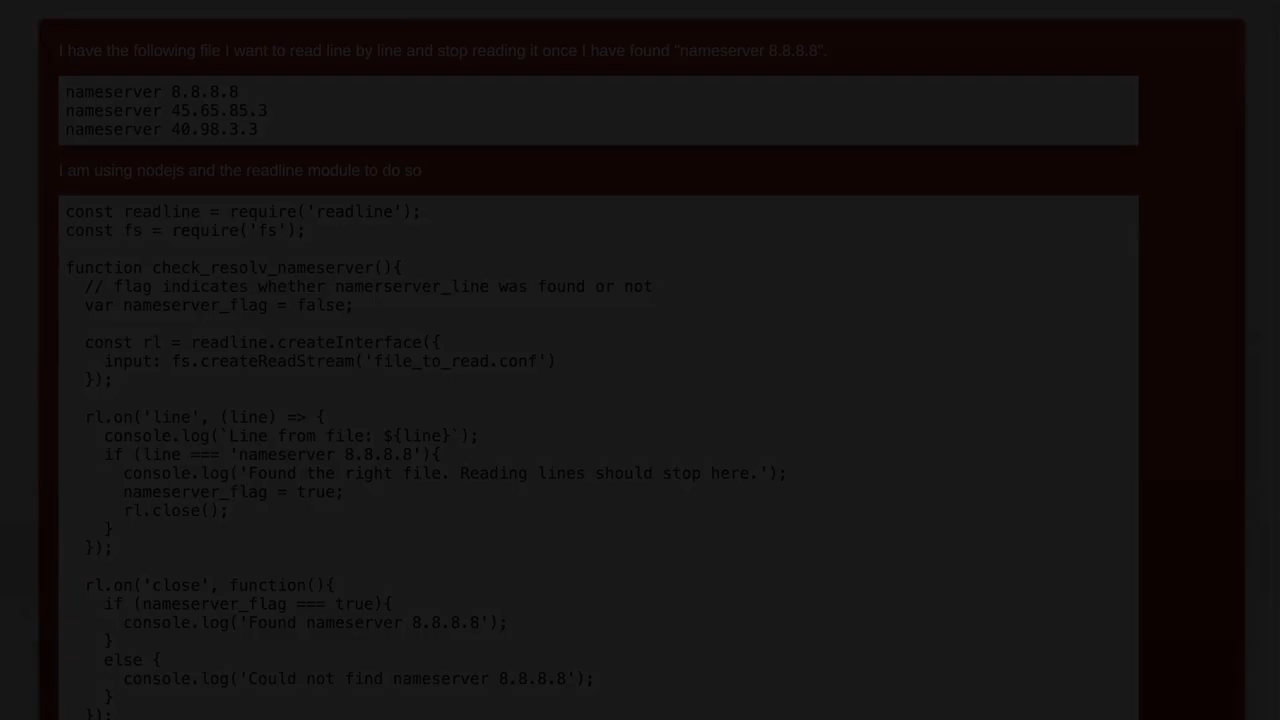 I have the following file I want to read line by line and stop reading it once I have found "nameserver 8.8.8.8".
nameserver 8.8.8.8
nameserver 45.65.85.3
nameserver 40.98.3.3
I am using nodejs and the readline module to do so
const readline = require('readline');
const fs = require('fs');
function check_resolv_nameserver(){
  // flag indicates whether namerserver_line was found or not
  var nameserver_flag = false;
  const rl = readline.createInterface({
    input: fs.createReadStream('file_to_read.conf')
  });
  rl.on('line', (line) => {
    console.log(`Line from file: ${line}`);
    if (line === 'nameserver 8.8.8.8'){
      console.log('Found the right file. Reading lines should stop here.');
      nameserver_flag = true;
      rl.close();
    }
  });
  rl.on('close', function(){
    if (nameserver_flag === true){
      console.log('Found nameserver 8.8.8.8');
    }
    else {
      console.log('Could not find nameserver 8.8.8.8');
    }
  });